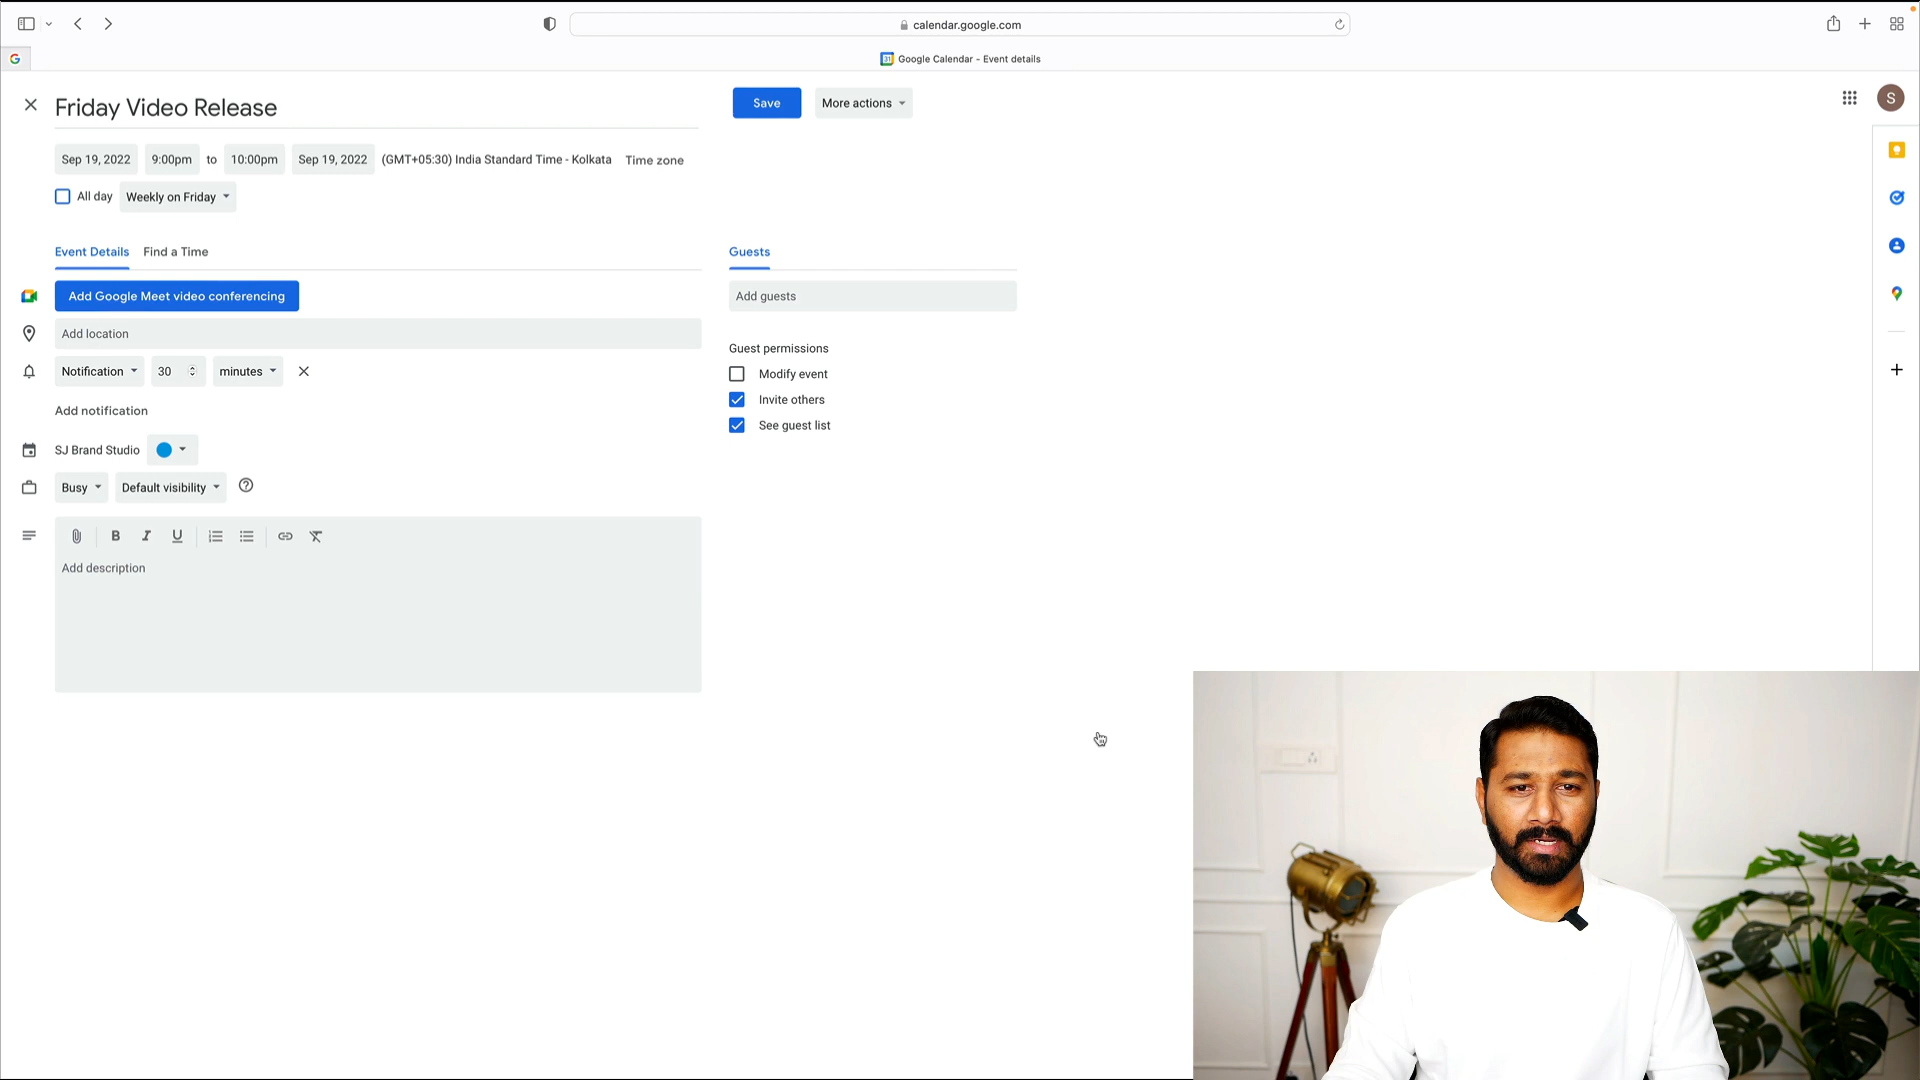 calendar.google.com
Google Calendar - Event details
Friday Video Release
Save
More actions
S
Sep 19, 2022 9:00pm to 10:00pm Sep 19, 2022 (GMT+05:30) India Standard Time - Kolkata Time zone
All day Weekly on Friday
Event Details Find a Time
Guests
Add Google Meet video conferencing
Add guests
Add location
Guest permissions
Notification 30 minutes
Modify event
Invite others
Add notification
See guest list
SJ Brand Studio
Busy Default visibility
B I U
Add description